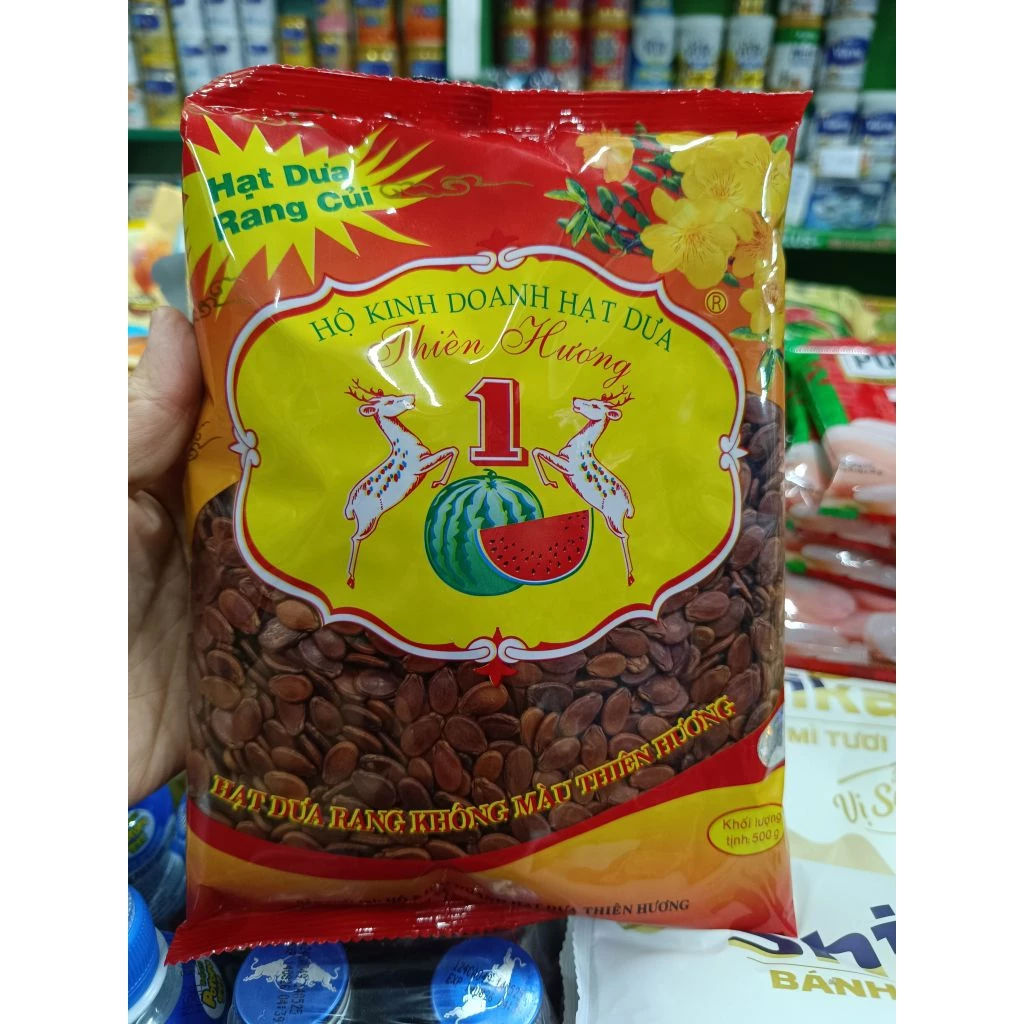 Hạt Dưa
Rang Củi
HỘ KINH DOANH HẠT DƯA
Thiên Hương
®
1
HẠT DƯA RANG KHÔNG MÀU THIÊN HƯƠNG
Khối lượng
tịnh: 500 g
HẠT DƯA THIÊN HƯƠNG
MÌ TƯƠI
BÁNH